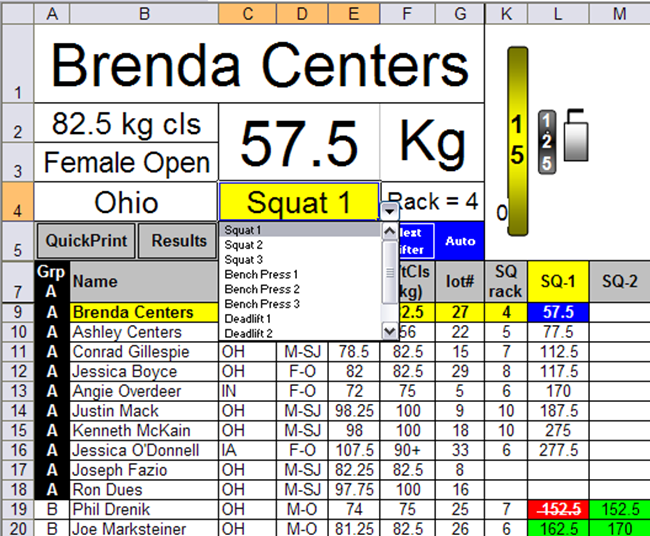 A B C D E F G K L M
1 Brenda Centers
1 5
1 2 5
2 82.5 kg cls 57.5 Kg
3 Female Open
4 Ohio Squat 1 Rack = 4 0
5 QuickPrint Results Auto
Squat 1
Squat 2
Squat 3
Bench Press 1
Bench Press 2
Bench Press 3
Deadlift 1
Deadlift 2
7 Grp A Name lot# SQ rack SQ-1 SQ-2
9 A Brenda Centers 27 4 57.5
10 A Ashley Centers 56 22 5 77.5
11 A Conrad Gillespie OH M-SJ 78.5 82.5 15 7 112.5
12 A Jessica Boyce OH F-O 82 82.5 29 8 117.5
13 A Angie Overdeer IN F-O 72 75 5 6 170
14 A Justin Mack OH M-SJ 98.25 100 9 10 187.5
15 A Kenneth McKain OH M-SJ 98 100 18 10 275
16 A Jessica O'Donnell IA F-O 107.5 90+ 33 6 277.5
17 A Joseph Fazio OH M-SJ 82.25 82.5 8
18 A Ron Dues OH M-SJ 97.75 100 16
19 B Phil Drenik OH M-O 74 75 25 7 152.5 152.5
20 B Joe Marksteiner OH M-O 81.25 82.5 26 6 162.5 170